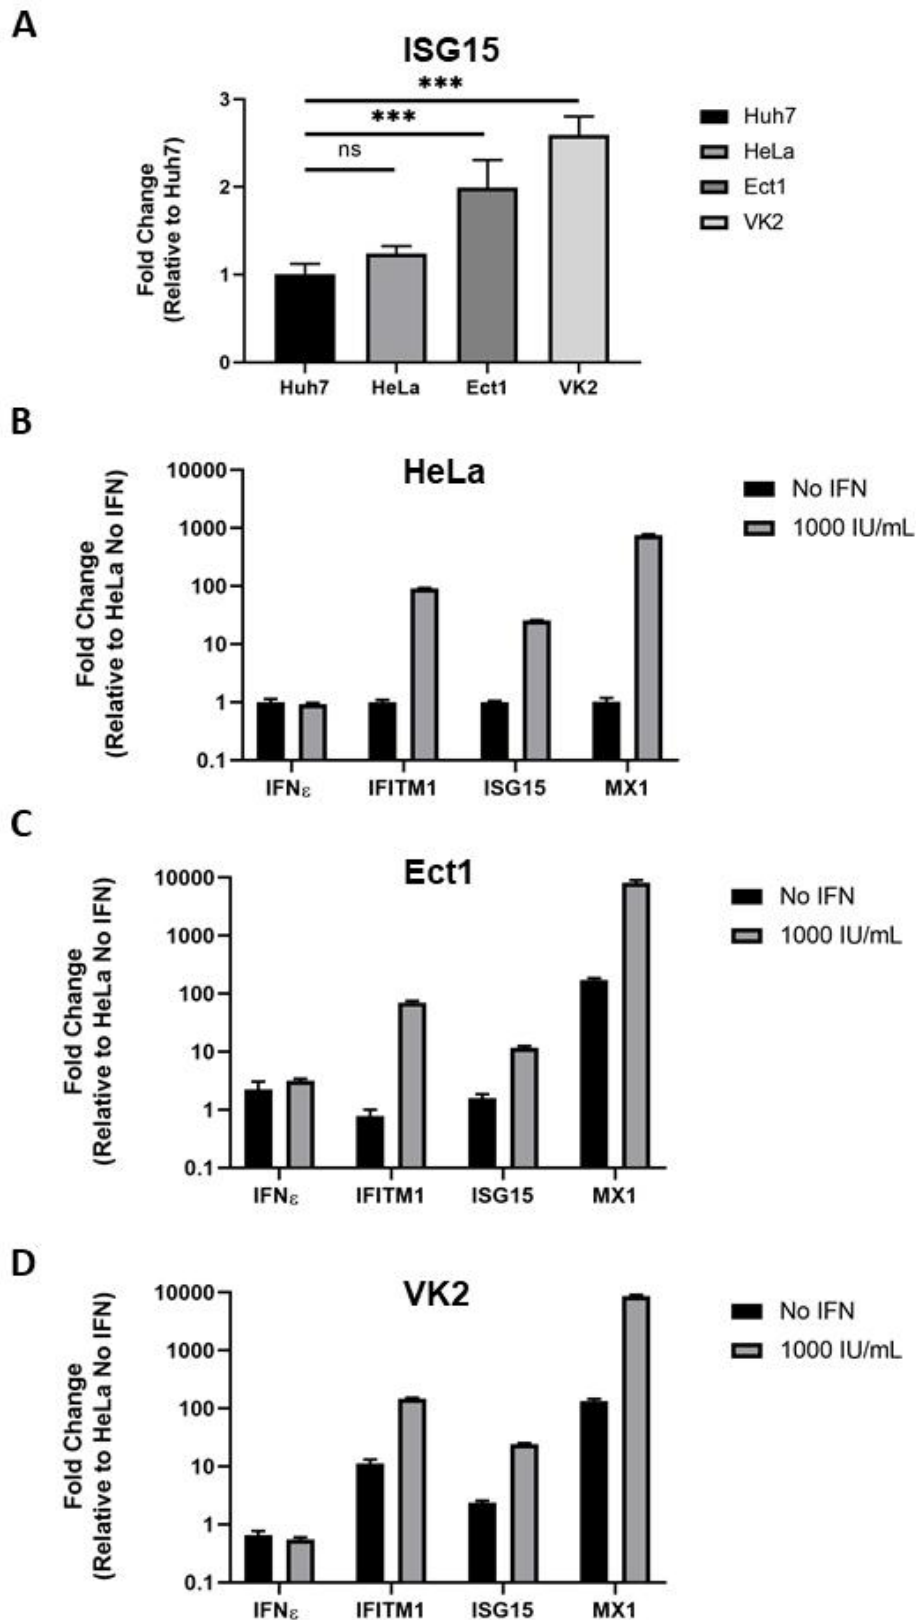 A
ISG15
***
***
ns
3
2
1
0
Fold Change
(Relative to Huh7)
Huh7
HeLa
Ect1
VK2
Huh7
HeLa
Ect1
VK2
B
HeLa
10000
1000
100
10
1
0.1
Fold Change
(Relative to HeLa No IFN)
No IFN
1000 IU/mL
IFNε
IFITM1
ISG15
MX1
C
Ect1
10000
1000
100
10
1
0.1
Fold Change
(Relative to HeLa No IFN)
No IFN
1000 IU/mL
IFNε
IFITM1
ISG15
MX1
D
VK2
10000
1000
100
10
1
0.1
Fold Change
(Relative to HeLa No IFN)
No IFN
1000 IU/mL
IFNε
IFITM1
ISG15
MX1